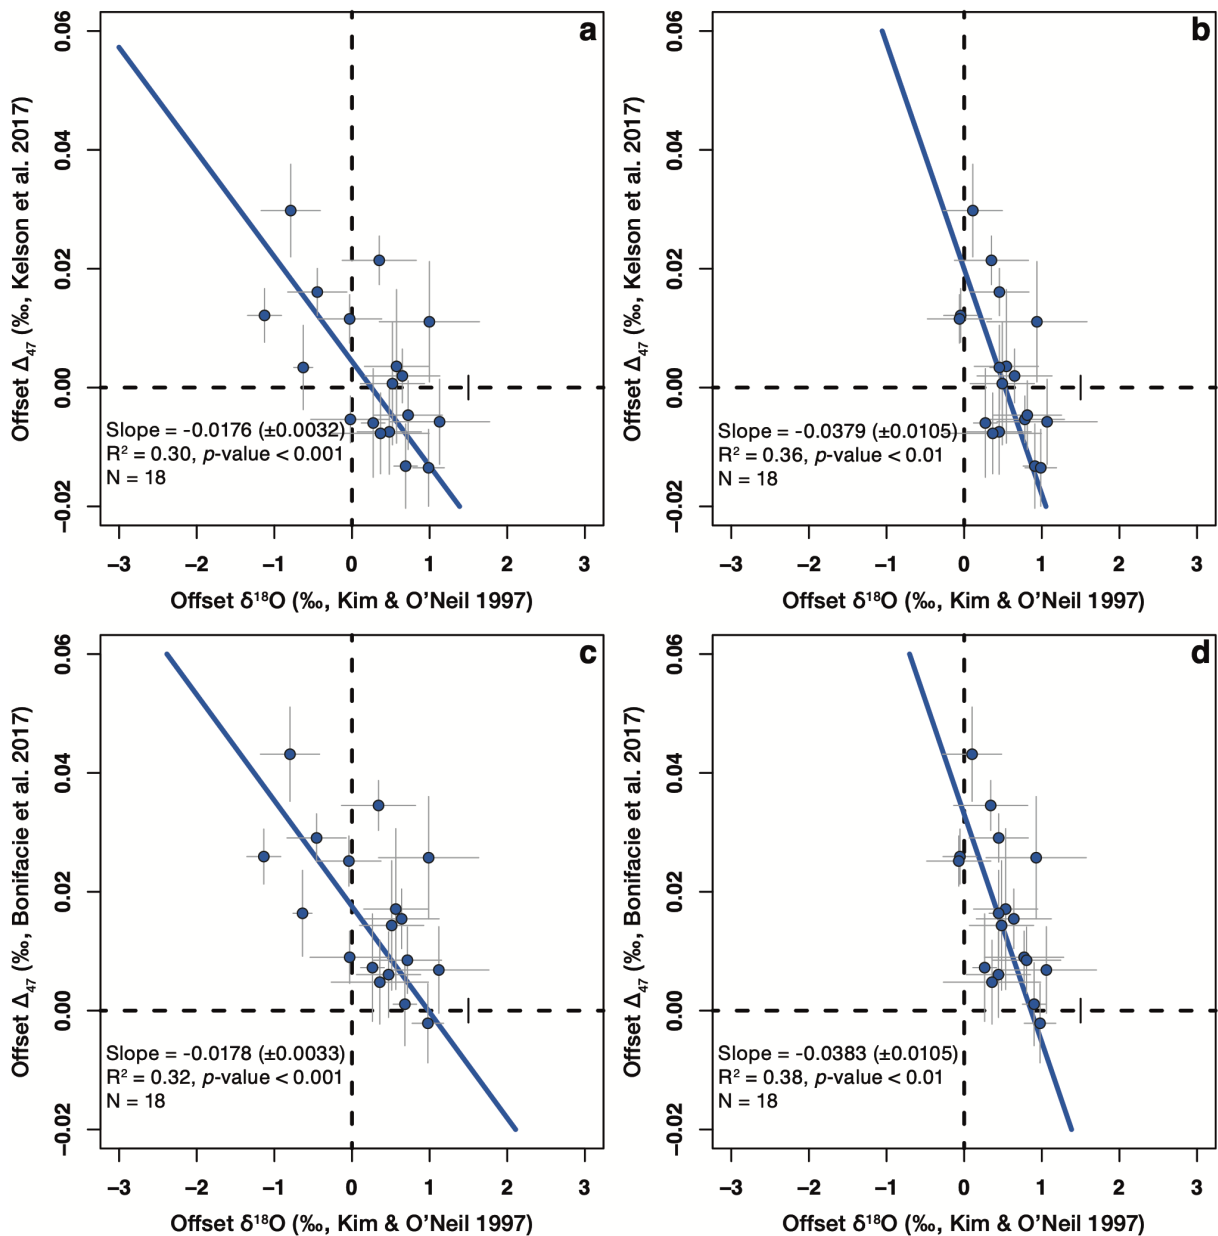 a
Offset Δ47 (‰, Kelson et al. 2017)
0.06
0.04
0.02
0.00
−0.02
Slope = -0.0176 (±0.0032)
R² = 0.30, p-value < 0.001
N = 18
−3 −2 −1 0 1 2 3
Offset δ¹⁸O (‰, Kim & O'Neil 1997)
b
Offset Δ47 (‰, Kelson et al. 2017)
0.06
0.04
0.02
0.00
−0.02
Slope = -0.0379 (±0.0105)
R² = 0.36, p-value < 0.01
N = 18
−3 −2 −1 0 1 2 3
Offset δ¹⁸O (‰, Kim & O'Neil 1997)
c
Offset Δ47 (‰, Bonifacie et al. 2017)
0.06
0.04
0.02
0.00
−0.02
Slope = -0.0178 (±0.0033)
R² = 0.32, p-value < 0.001
N = 18
−3 −2 −1 0 1 2 3
Offset δ¹⁸O (‰, Kim & O'Neil 1997)
d
Offset Δ47 (‰, Bonifacie et al. 2017)
0.06
0.04
0.02
0.00
−0.02
Slope = -0.0383 (±0.0105)
R² = 0.38, p-value < 0.01
N = 18
−3 −2 −1 0 1 2 3
Offset δ¹⁸O (‰, Kim & O'Neil 1997)